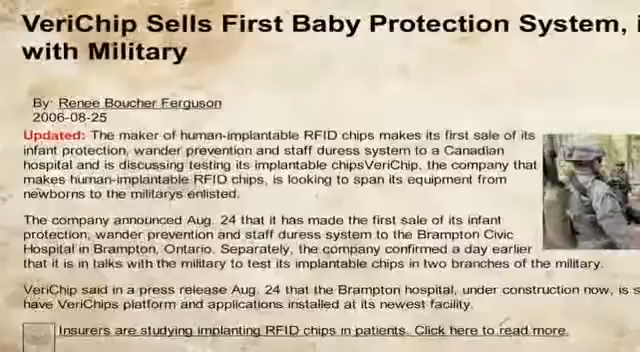 VeriChip Sells First Baby Protection System, i
with Military
By: Renee Boucher Ferguson
2006-08-25
Updated: The maker of human-implantable RFID chips makes its first sale of its
infant protection, wander prevention and staff duress system to a Canadian
hospital and is discussing testing its implantable chipsVeriChip, the company that
makes human-implantable RFID chips, is looking to span its equipment from
newborns to the militarys enlisted.
The company announced Aug. 24 that it has made the first sale of its infant
protection, wander prevention and staff duress system to the Brampton Civic
Hospital in Brampton, Ontario. Separately, the company confirmed a day earlier
that it is in talks with the military to test its implantable chips in two branches of the military.
VeriChip said in a press release Aug. 24 that the Brampton hospital, under construction now, is s
have VeriChips platform and applications installed at its newest facility.
Insurers are studying implanting RFID chips in patients. Click here to read more.